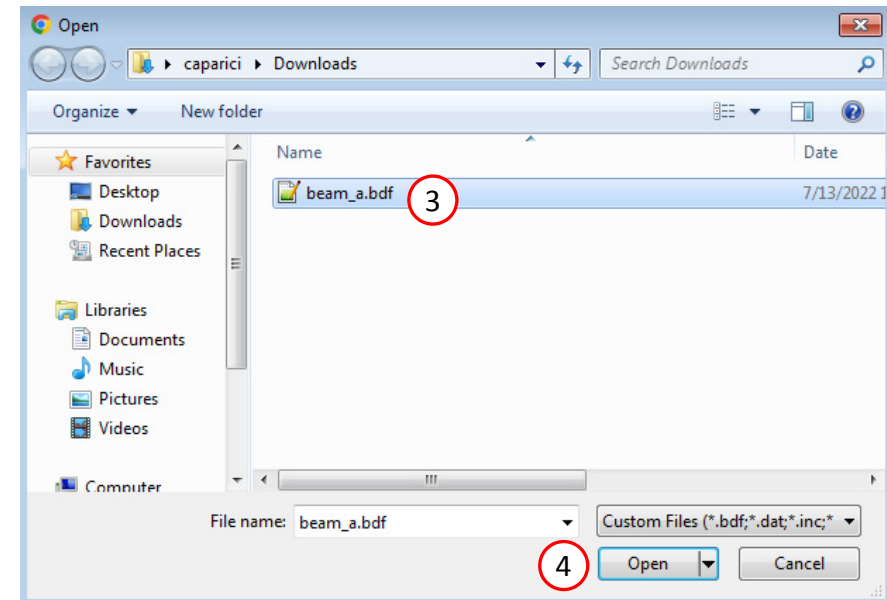 Open
caparici Downloads Search Downloads
Organize New folder
Name Date
Favorites
beam_a.bdf 3 7/13/2022 1
Desktop
Downloads
Recent Places
Libraries
Documents
Music
Pictures
Videos
Computer
File name: beam_a.bdf Custom Files (*.bdf;*.dat;*.inc;*
4 Open Cancel